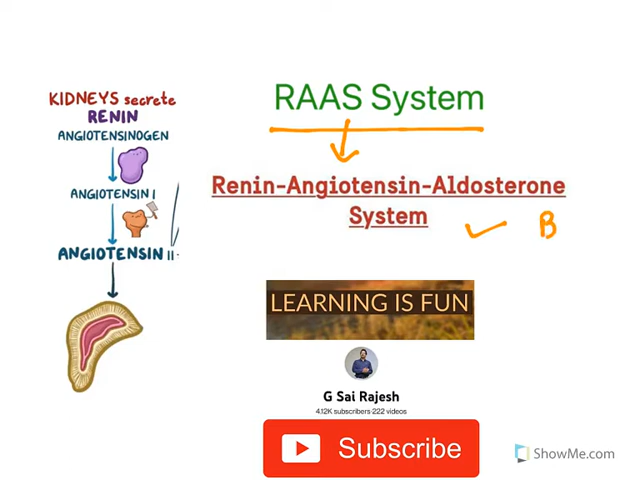 KIDNEYS secrete
RENIN
ANGIOTENSINOGEN
ANGIOTENSIN I
ANGIOTENSIN II
RAAS System
Renin-Angiotensin-Aldosterone
System
B
LEARNING IS FUN
G Sai Rajesh
4.12K subscribers·222 videos
Subscribe
ShowMe.com